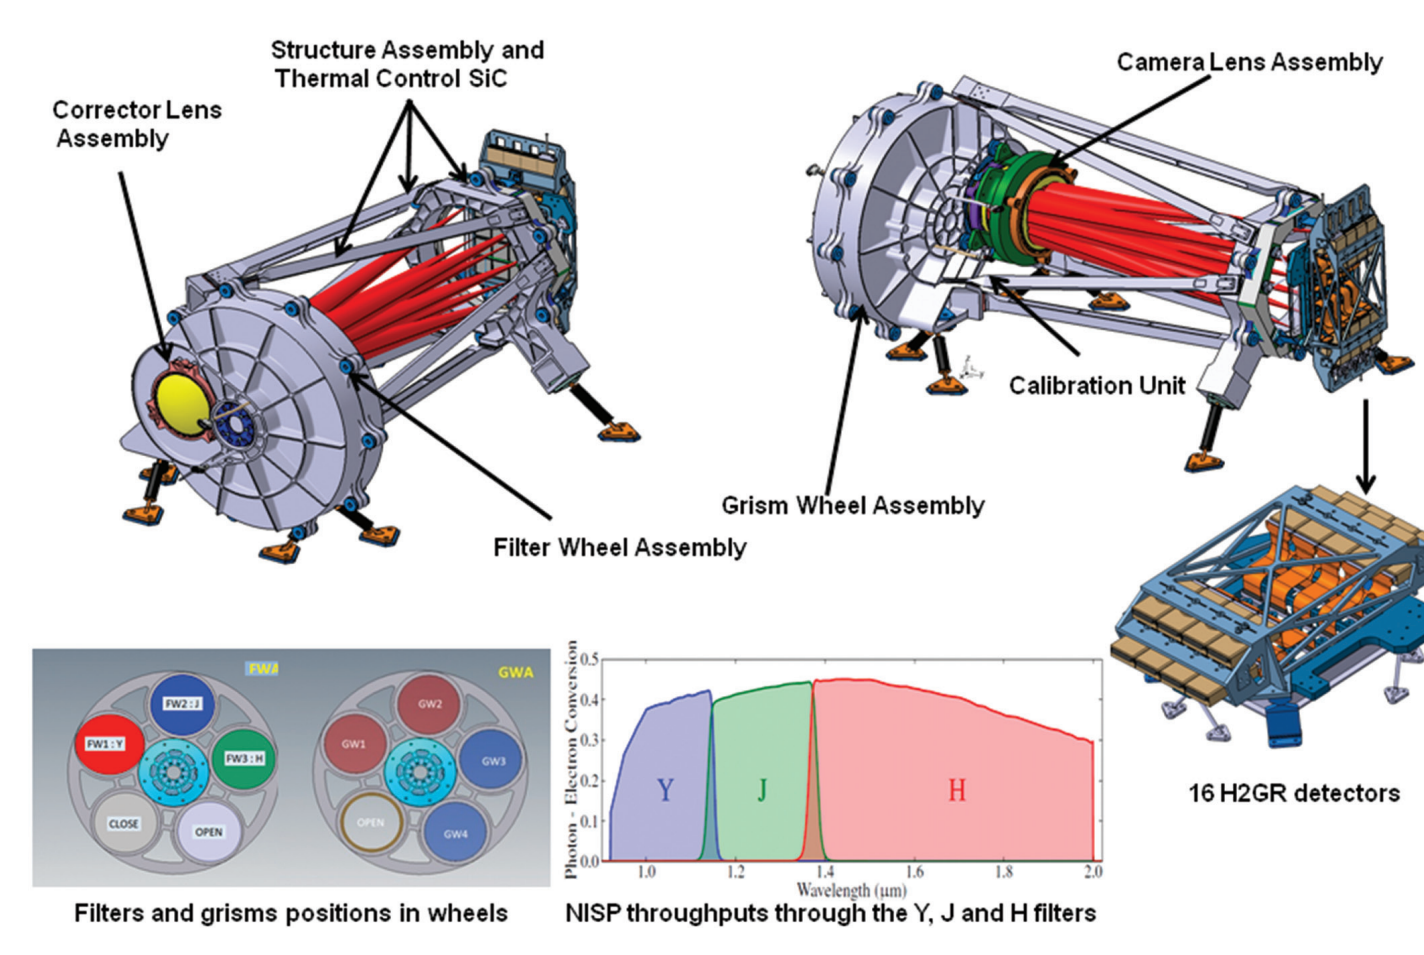 Structure Assembly and
Thermal Control SiC
Camera Lens Assembly
Corrector Lens
Assembly
Calibration Unit
Grism Wheel Assembly
Filter Wheel Assembly
FWA
GWA
FW2 : J
FW1 : Y
FW3 : H
CLOSE
OPEN
GW2
GW1
GW3
OPEN
GW4
Photon - Electron Conversion
0.5
0.4
0.3
0.2
0.1
0.0
Y
J
H
1.0 1.2 1.4 1.6 1.8 2.0
Wavelength (μm)
16 H2GR detectors
Filters and grisms positions in wheels
NISP throughputs through the Y, J and H filters